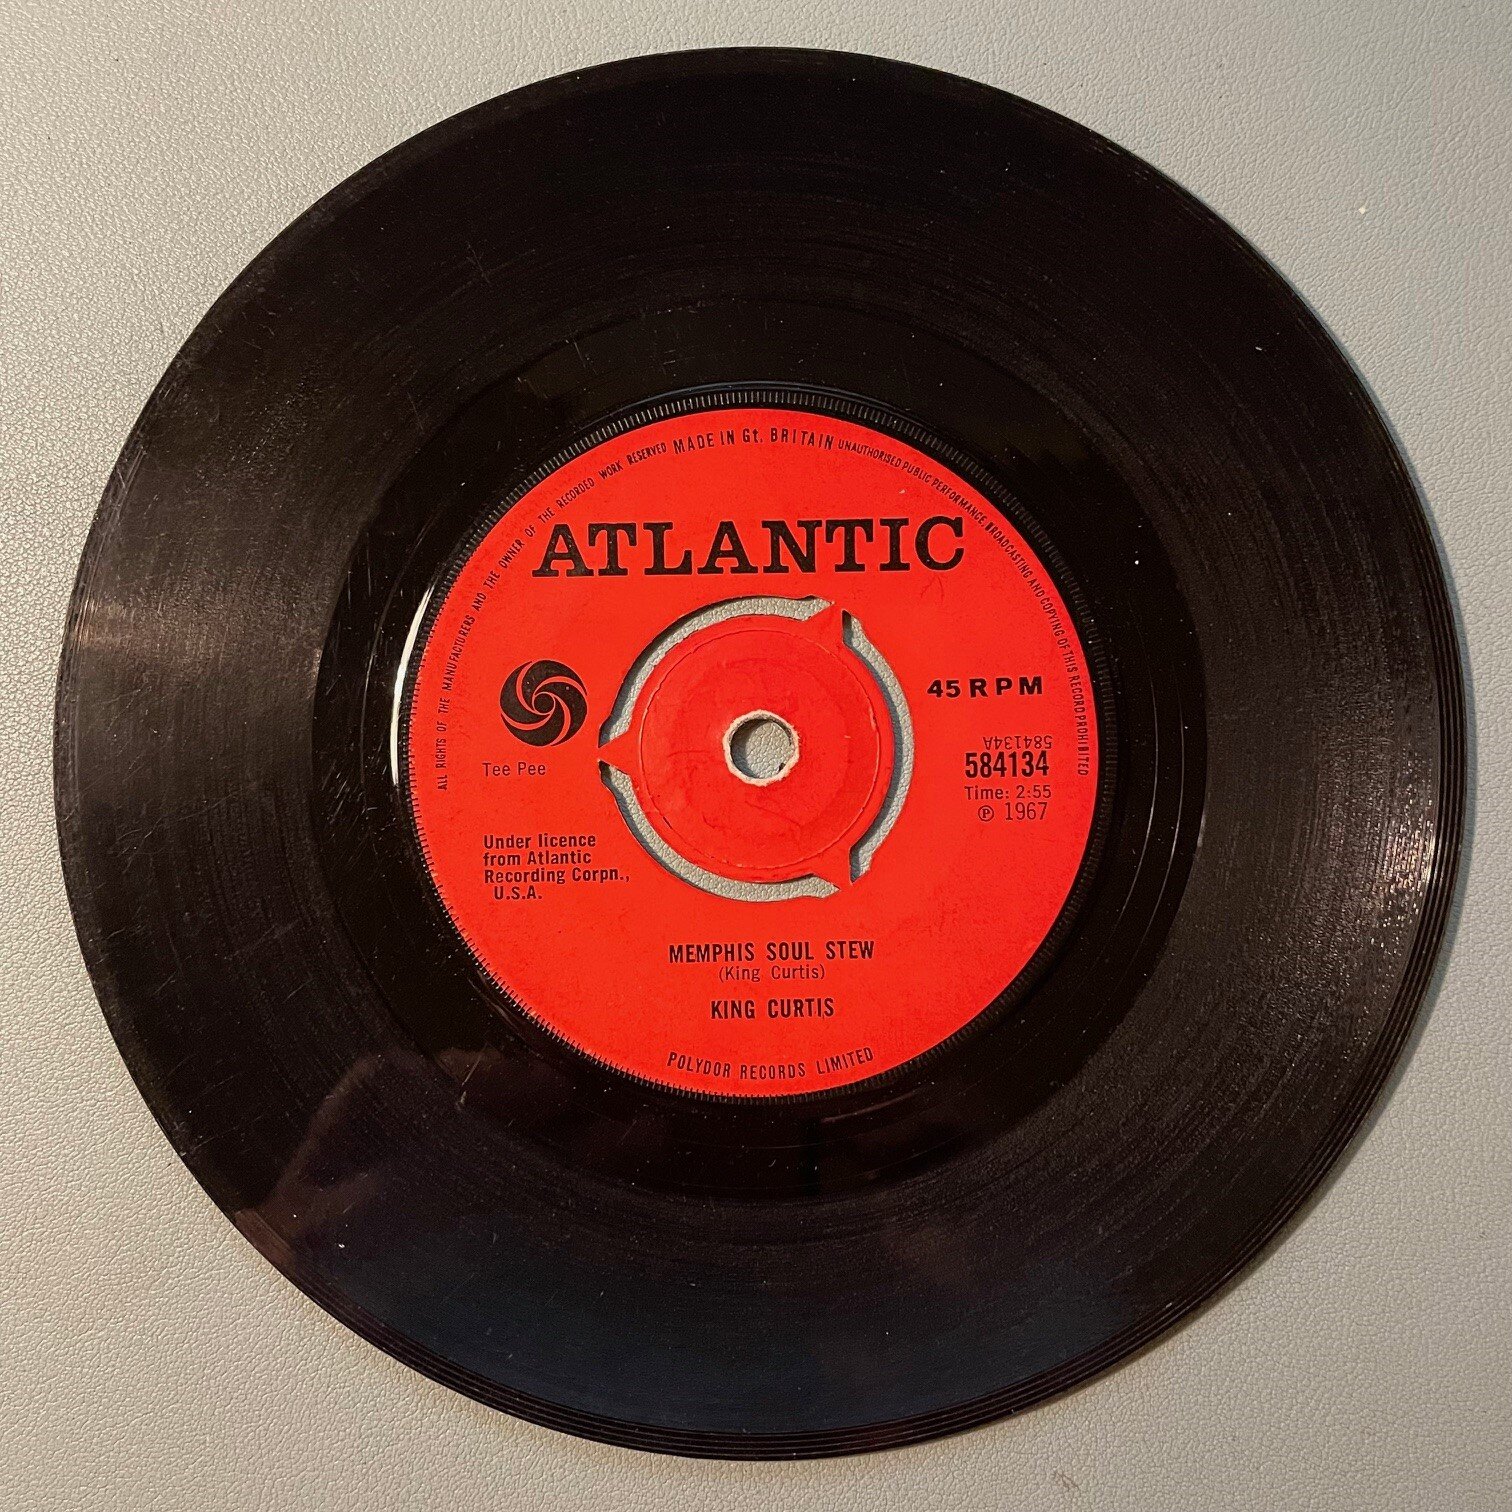 ALL RIGHTS OF THE MANUFACTURERS AND THE OWNER OF THE RECORDED WORK RESERVED MADE IN Gt. BRITAIN UNAUTHORISED PUBLIC PERFORMANCE BROADCASTING AND COPYING OF THIS RECORD PROHIBITED
ATLANTIC
45 RPM
584134A
584134
Time: 2:55
Ⓟ 1967
Tee Pee
Under licence
from Atlantic
Recording Corpn.,
U.S.A.
MEMPHIS SOUL STEW
(King Curtis)
KING CURTIS
POLYDOR RECORDS LIMITED